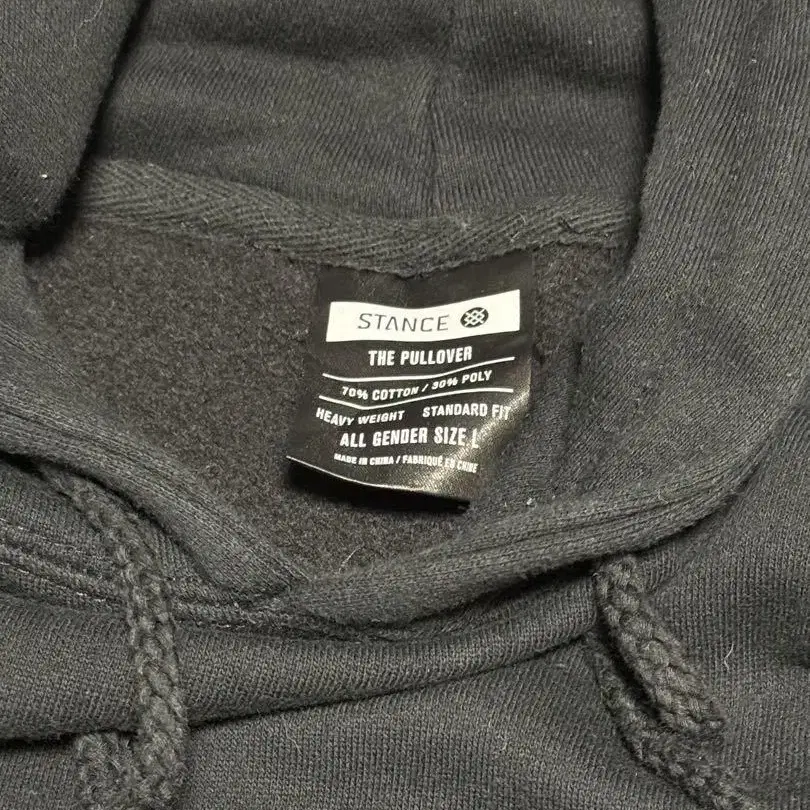 STANCE
THE PULLOVER
70% COTTON / 30% POLY
HEAVY WEIGHT STANDARD FIT
ALL GENDER SIZE L
MADE IN CHINA / FABRIQUÉ EN CHINE